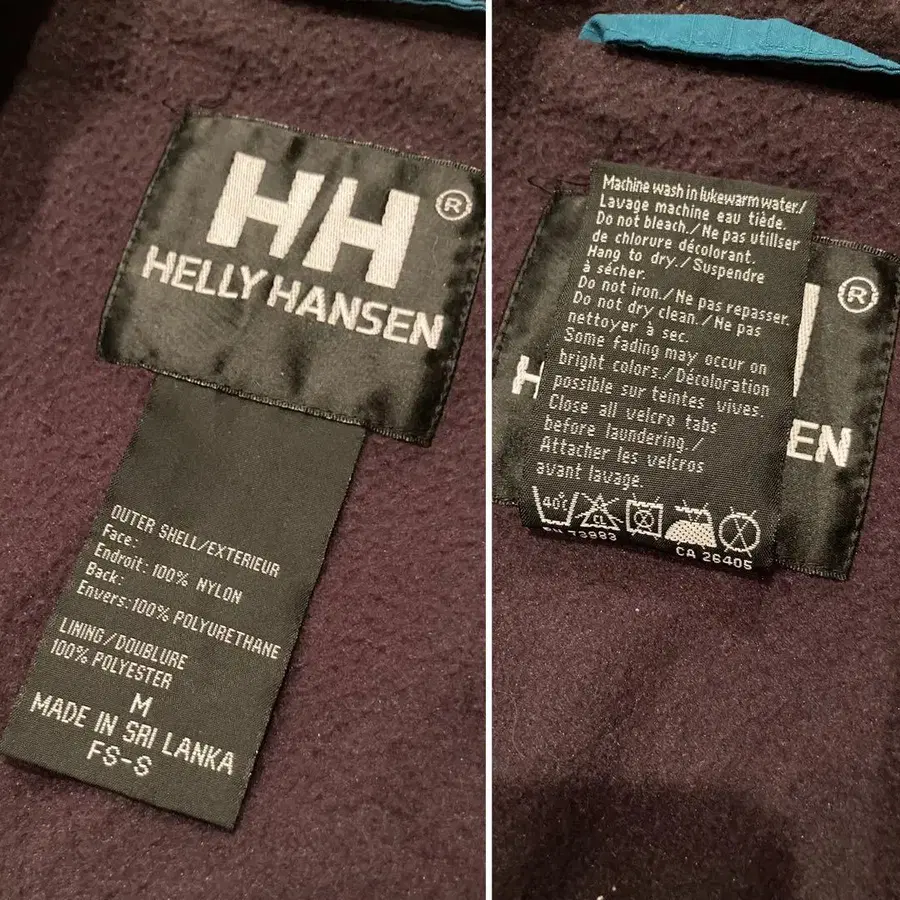 HH®
HELLY HANSEN
OUTER SHELL/EXTERIEUR
Face:
Endroit: 100% NYLON
Back:
Envers:100% POLYURETHANE
LINING/DOUBLURE
100% POLYESTER
M
MADE IN SRI LANKA
FS-S
Machine wash in lukewarm water./
Lavage machine eau tiède.
Do not bleach./Ne pas utiliser
de chlorure décolorant.
Hang to dry./Suspendre
à sécher.
Do not iron./Ne pas repasser.
Do not dry clean./Ne pas
nettoyer à sec.
Some fading may occur on
bright colors./Décoloration
possible sur teintes vives.
Close all velcro tabs
before laundering./
Attacher les velcros
avant lavage.
40°C CL
73993
CA 26405
®
H
EN